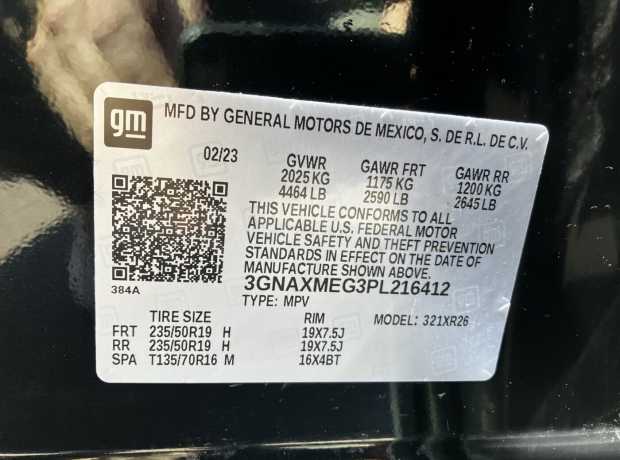 gm
MFD BY GENERAL MOTORS DE MEXICO, S. DE R.L. DE C.V.
02/23 GVWR GAWR FRT GAWR RR
2025 KG 1175 KG 1200 KG
4464 LB 2590 LB 2645 LB
THIS VEHICLE CONFORMS TO ALL
APPLICABLE U.S. FEDERAL MOTOR
VEHICLE SAFETY AND THEFT PREVENTION
STANDARDS IN EFFECT ON THE DATE OF
MANUFACTURE SHOWN ABOVE.
384A 3GNAXMEG3PL216412
TYPE: MPV MODEL: 321XR26
TIRE SIZE RIM
FRT 235/50R19 H 19X7.5J
RR 235/50R19 H 19X7.5J
SPA T135/70R16 M 16X4BT